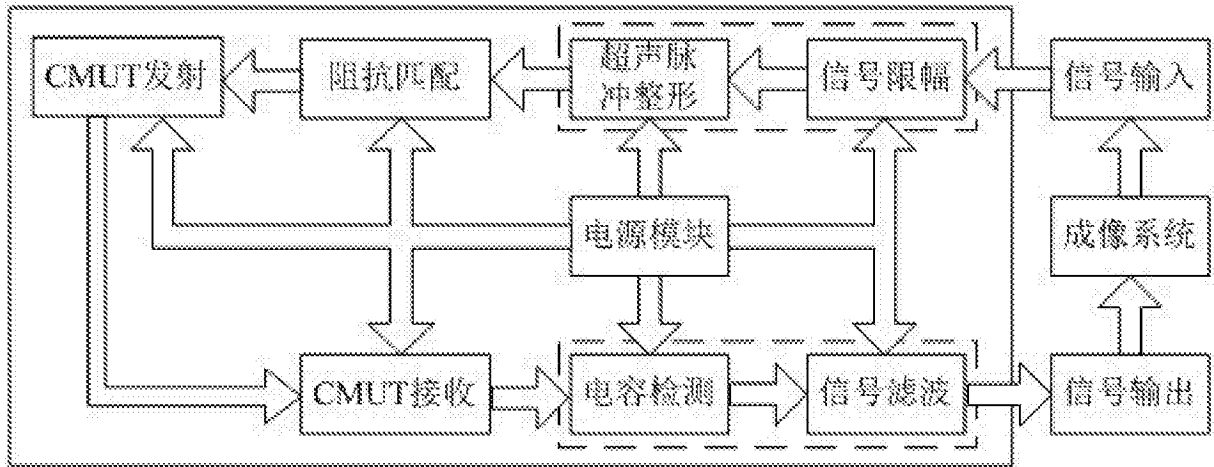 CMUT发射
阻抗匹配
超声脉
冲整形
信号限幅
信号输入
电源模块
成像系统
CMUT接收
电容检测
信号滤波
信号输出